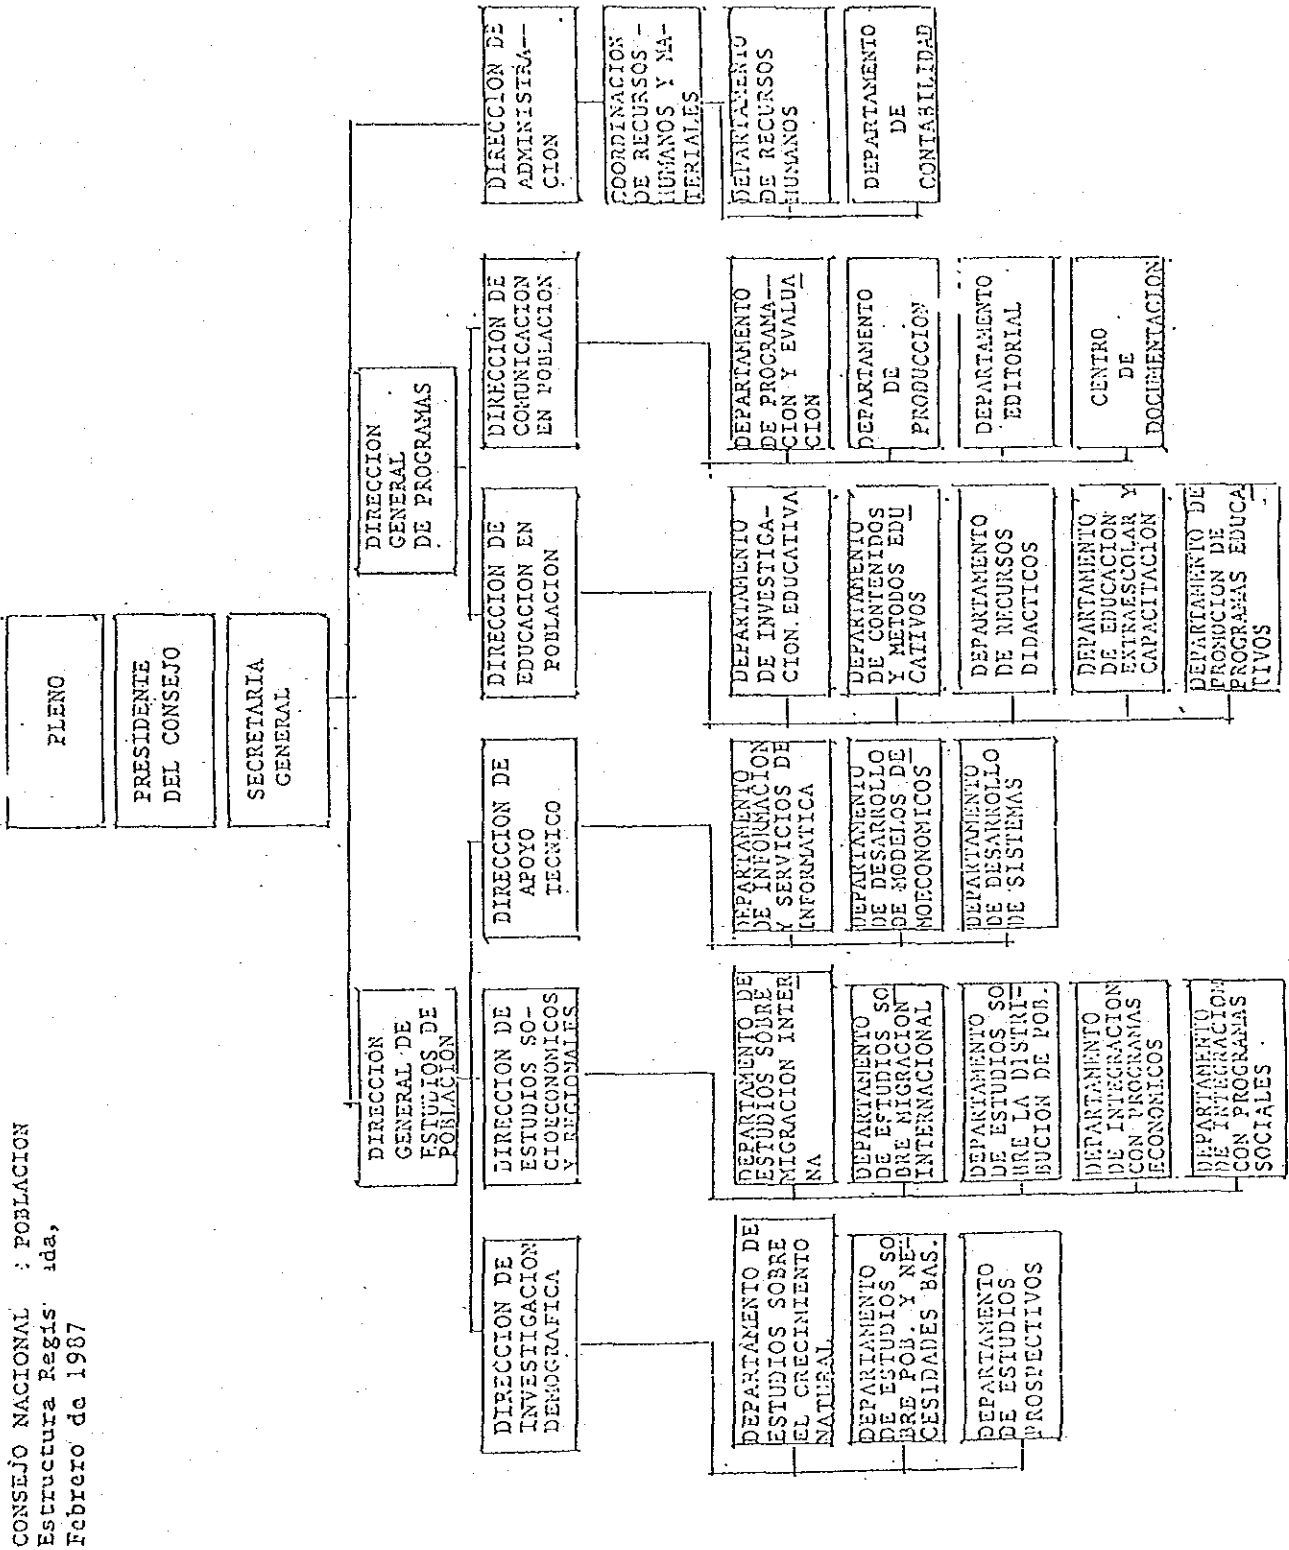 CONSEJO NACIONAL : POBLACION
Estructura Regis ida,
Febrero de 1987
PLENO
PRESIDENTE
DEL CONSEJO
SECRETARIA
GENERAL
DIRECCION
GENERAL DE
ESTUDIOS DE
POBLACION
DIRECCION
GENERAL
DE PROGRAMAS
DIRECCION DE
INVESTIGACION
DEMOGRAFICA
DIRECCION DE
ESTUDIOS SO-
CIOECONOMICOS
Y REGIONALES
DIRECCION DE
APOYO
TECNICO
DIRECCION DE
EDUCACION EN
POBLACION
DIRECCION DE
COMUNICACION
EN POBLACION
DIRECCION DE
ADMINISTRA--
CION
COORDINACION
DE RECURSOS -
HUMANOS Y MA-
TERIALES
DEPARTAMENTO DE
ESTUDIOS SOBRE
EL CRECIMIENTO
NATURAL
DEPARTAMENTO
DE ESTUDIOS SO
BRE POB. Y NE-
CESIDADES BAS.
DEPARTAMENTO
DE ESTUDIOS
PROSPECTIVOS
DEPARTAMENTO DE
ESTUDIOS SOBRE
MIGRACION INTER
NA
DEPARTAMENTO
DE ESTUDIOS SO
BRE MIGRACION
INTERNACIONAL
DEPARTAMENTO
DE ESTUDIOS SO
BRE LA DISTRI-
BUCION DE POB.
DEPARTAMENTO
DE INTEGRACION
CON PROGRAMAS
ECONOMICOS
DEPARTAMENTO
DE INTEGRACION
CON PROGRAMAS
SOCIALES
DEPARTAMENTO
DE INFORMACION
Y SERVICIOS DE
INFORMATICA
DEPARTAMENTO
DE DESARROLLO
DE MODELOS DE
MOECONOMICOS
DEPARTAMENTO
DE DESAROLLO
DE SISTEMAS
DEPARTAMENTO
DE INVESTIGA-
CION EDUCATIVA
DEPARTAMENTO
DE CONTENIDOS
Y METODOS EDU
CATIVOS
DEPARTAMENTO
DE RECURSOS
DIDACTICOS
DEPARTAMENTO
DE EDUCACION
EXTRAESCOLAR Y
CAPACITACION
DEPARTAMENTO DE
PROMOCION DE
PROGRAMAS EDUCA
TIVOS
DEPARTAMENTO
DE PROGRAMA--
CION Y EVALUA
CION
DEPARTAMENTO
DE
PRODUCCION
DEPARTAMENTO
EDITORIAL
CENTRO
DE
DOCUMENTACION
DEPARTAMENTO
DE RECURSOS
HUMANOS
DEPARTAMENTO
DE
CONTABILIDAD